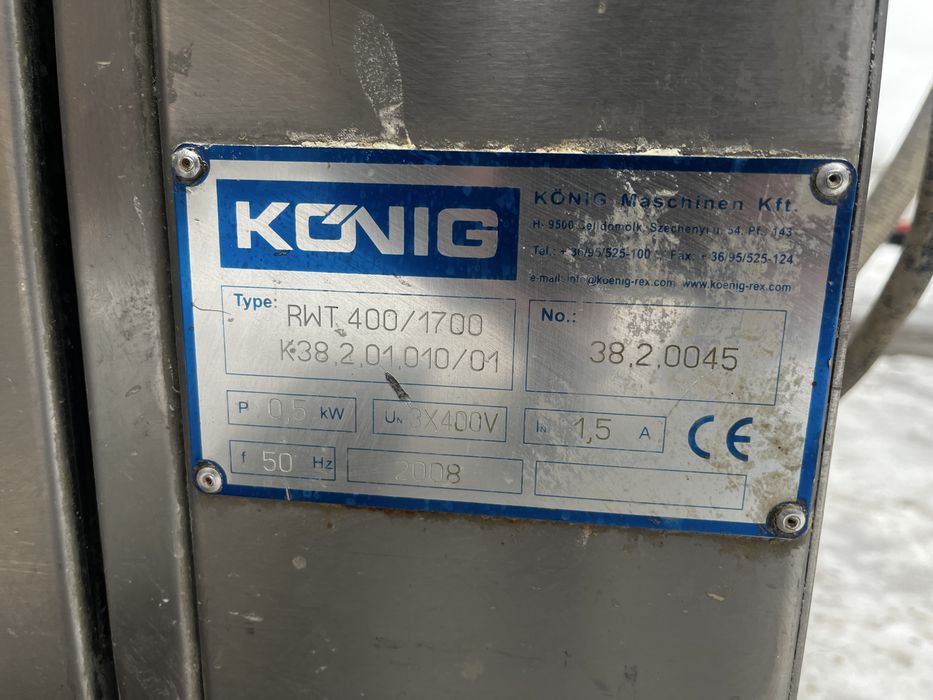 KÖNIG
KÖNiG Maschinen Kft.
H- 9500 Celldömölk, Széchenyi u. 54. Pf.: 143
Tel.: + 36/95/525-100 Fax: + 36/95/525-124
e-mail: info@koenig-rex.com www.koenig-rex.com
Type: RWT 400/1700
K38.2.01.010/01
No.:
38.2.0045
P 0,5 kW
UN 3X400V
IN 1,5 A
CE
f 50 Hz
2008